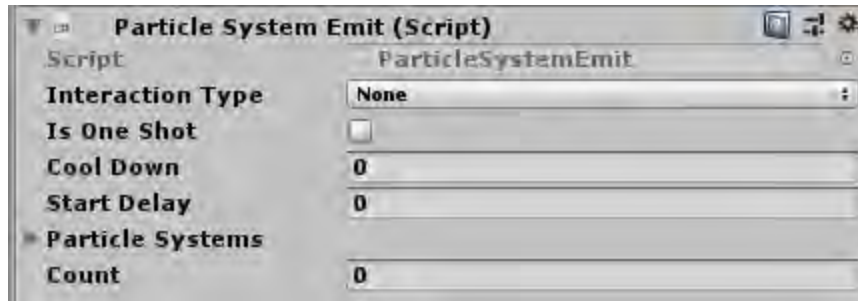 Particle System Emit (Script)
Script ParticleSystemEmit
Interaction Type None
Is One Shot
Cool Down 0
Start Delay 0
Particle Systems
Count 0